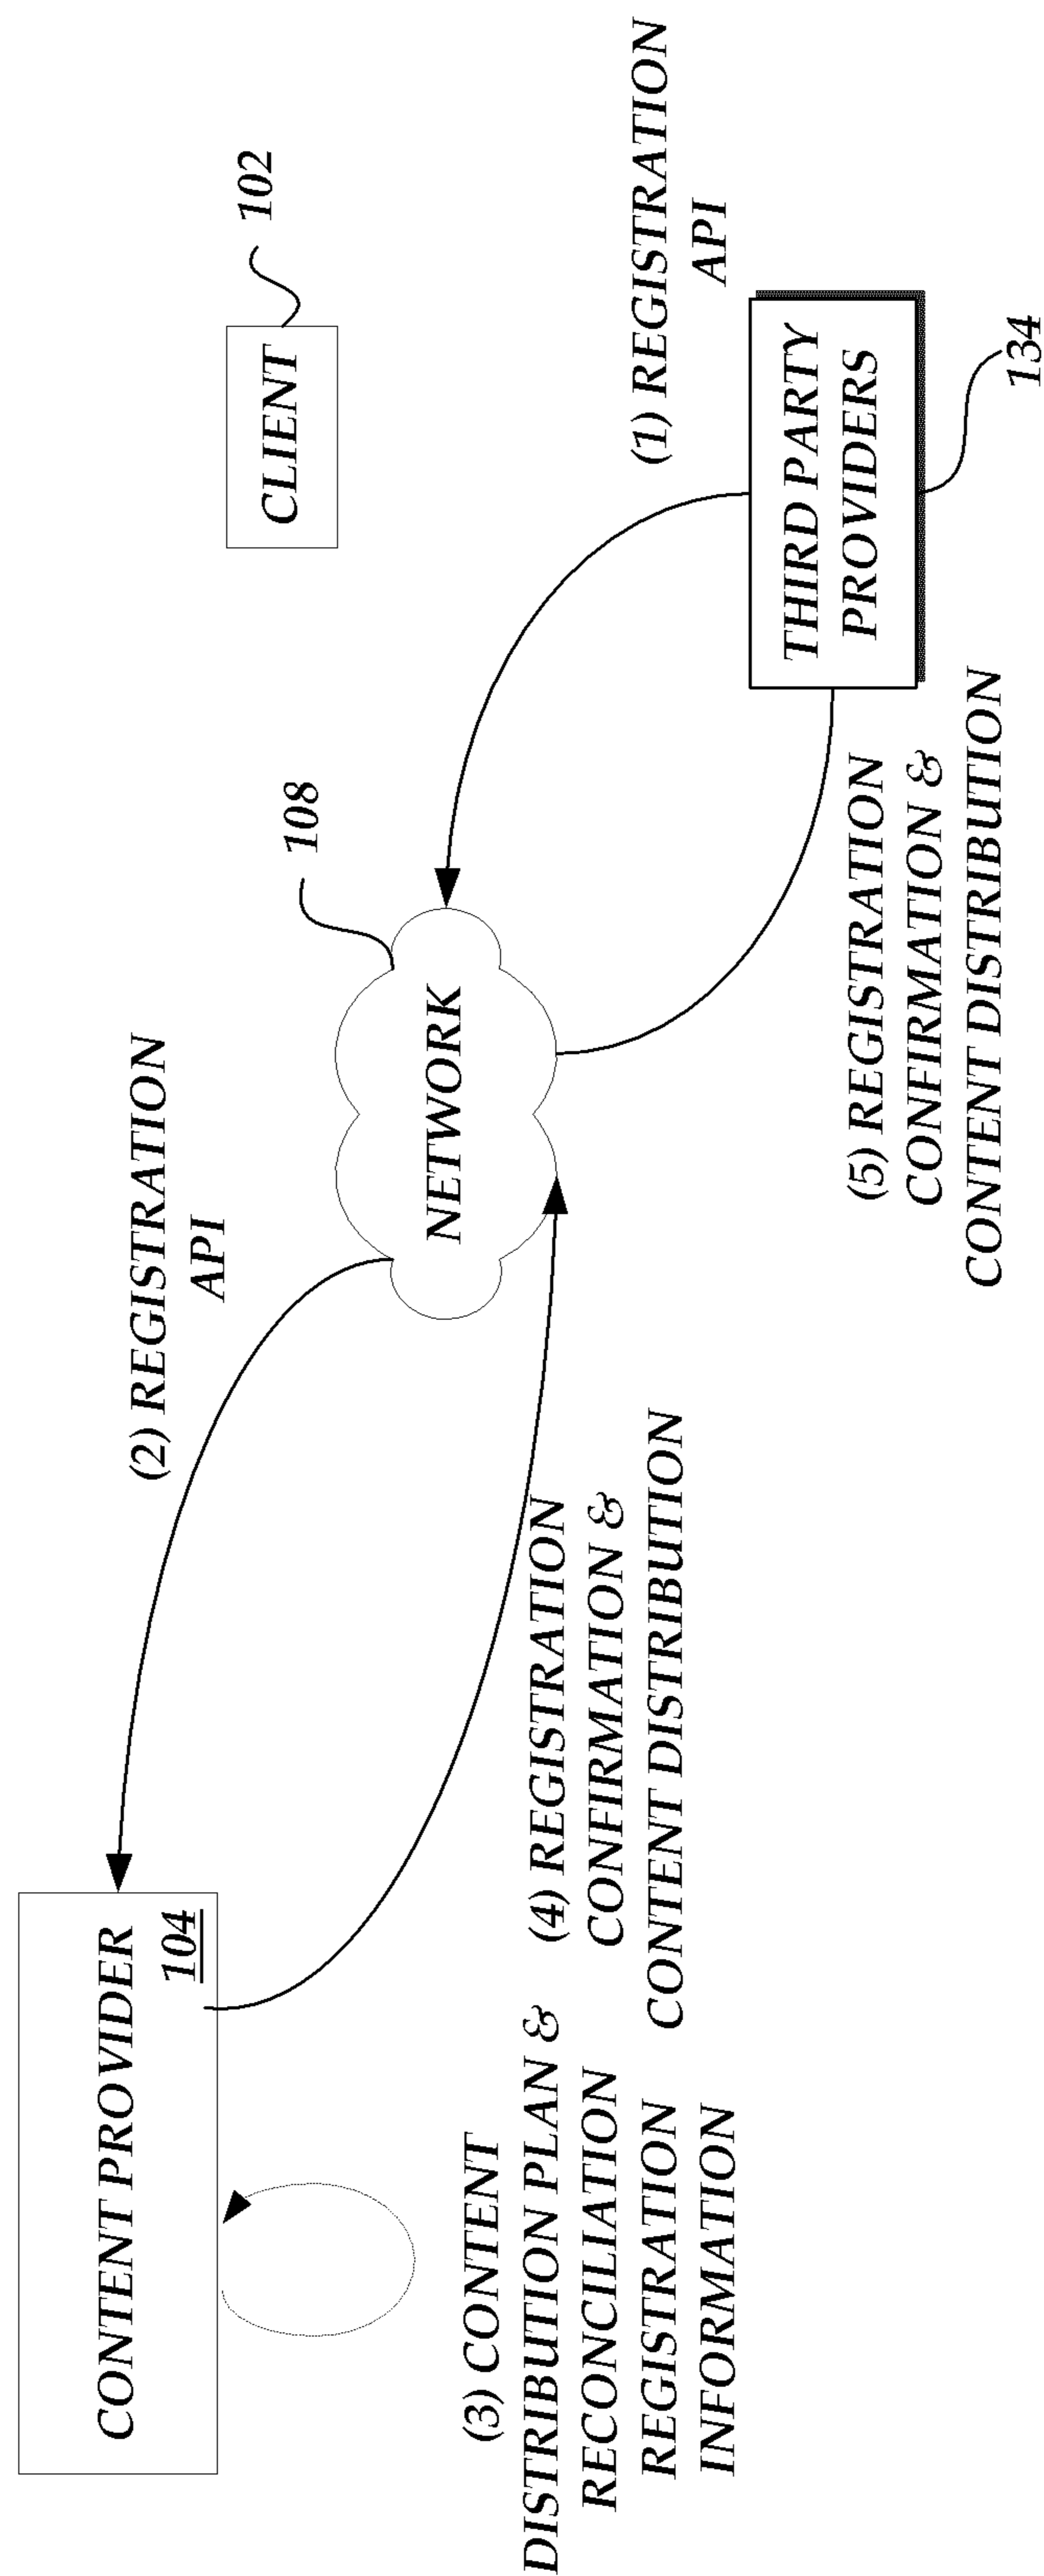 CONTENT PROVIDER
104
(2) REGISTRATION
API
108
NETWORK
CLIENT
102
(3) CONTENT
DISTRIBUTION PLAN &
RECONCILIATION
REGISTRATION
INFORMATION
(4) REGISTRATION
CONFIRMATION &
CONTENT DISTRIBUTION
(1) REGISTRATION
API
THIRD PARTY
PROVIDERS
134
(5) REGISTRATION
CONFIRMATION &
CONTENT DISTRIBUTION